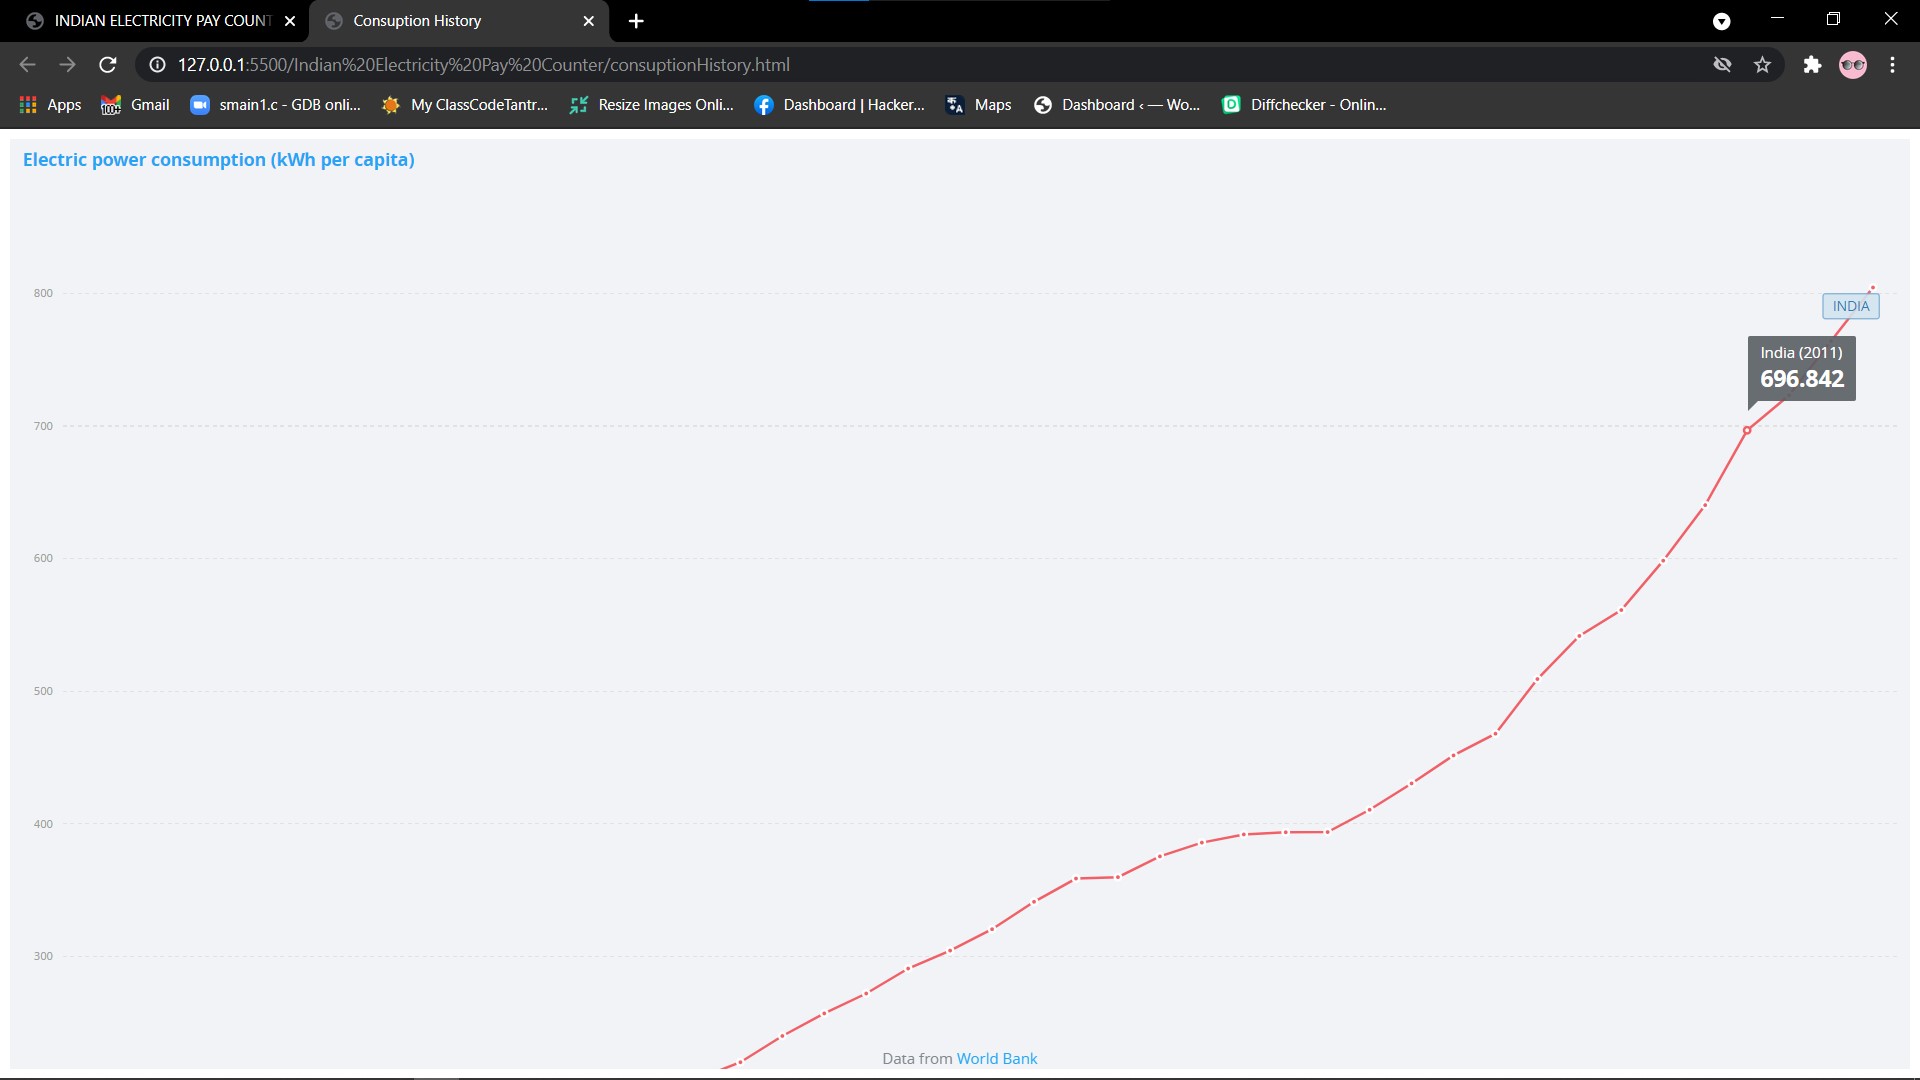 INDIAN ELECTRICITY PAY COUNT
Consuption History
127.0.0.1:5500/Indian%20Electricity%20Pay%20Counter/consuptionHistory.html
Apps
Gmail
smain1.c - GDB onli...
My ClassCodeTantr...
Resize Images Onli...
Dashboard | Hacker...
Maps
Dashboard ‹ — Wo...
Diffchecker - Onlin...
Electric power consumption (kWh per capita)
800
INDIA
India (2011)
696.842
700
600
500
400
300
Data from World Bank